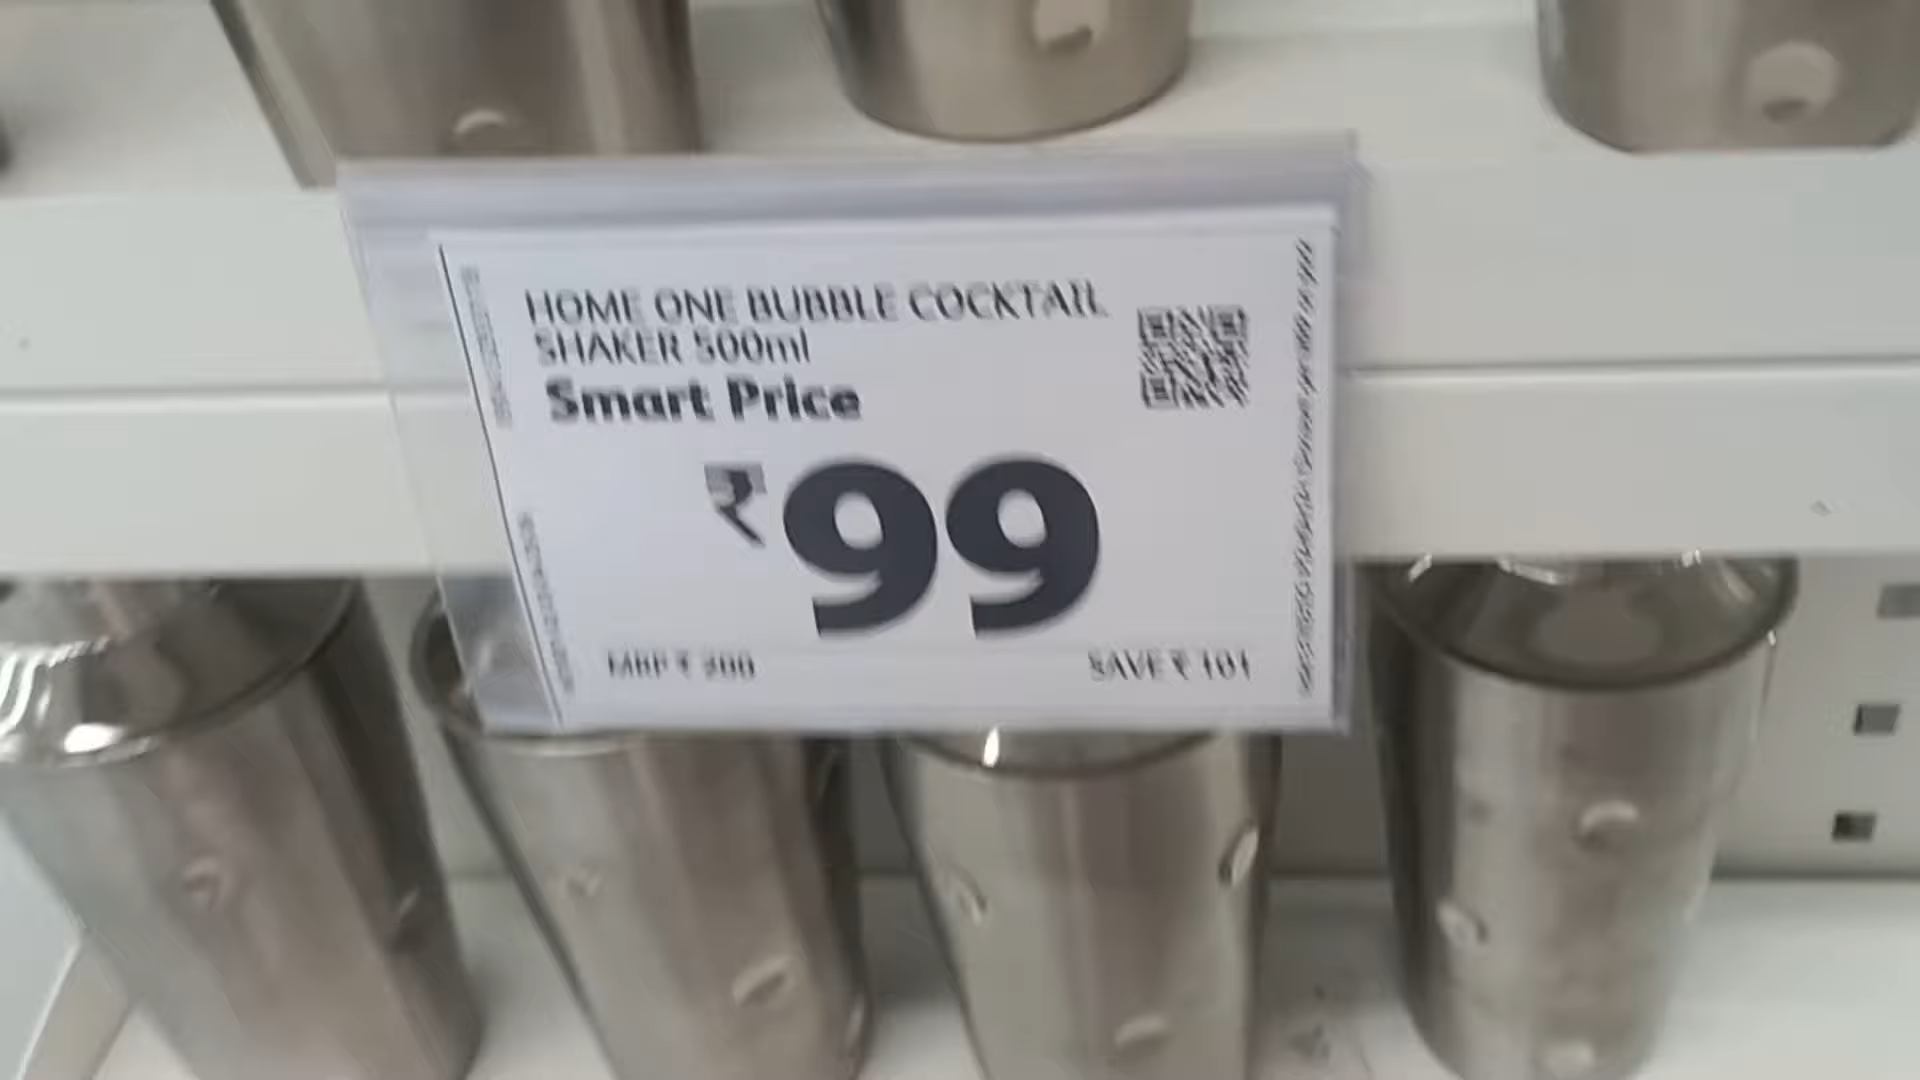 HOME ONE BUBBLE COCKTAIL
SHAKER 500ml
Smart Price
₹99
MRP ₹ 200
SAVE ₹ 101